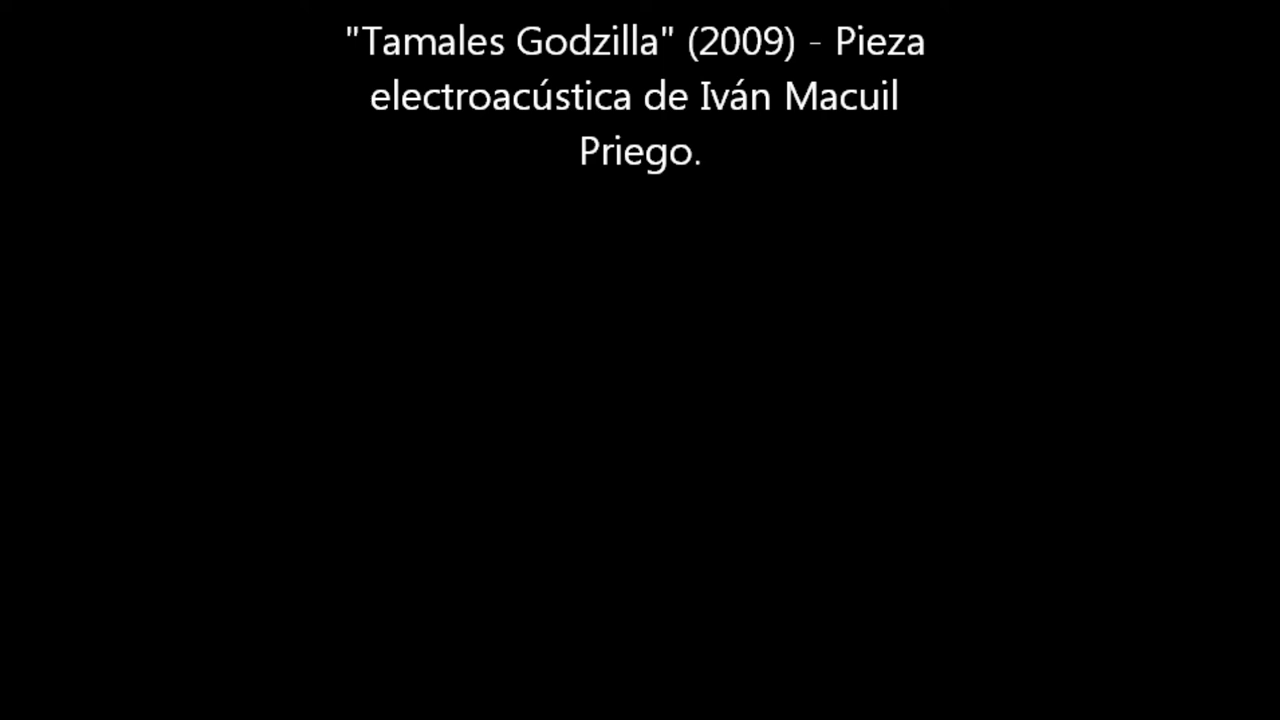 "Tamales Godzilla" (2009) - Pieza
electroacústica de Iván Macuil
Priego.